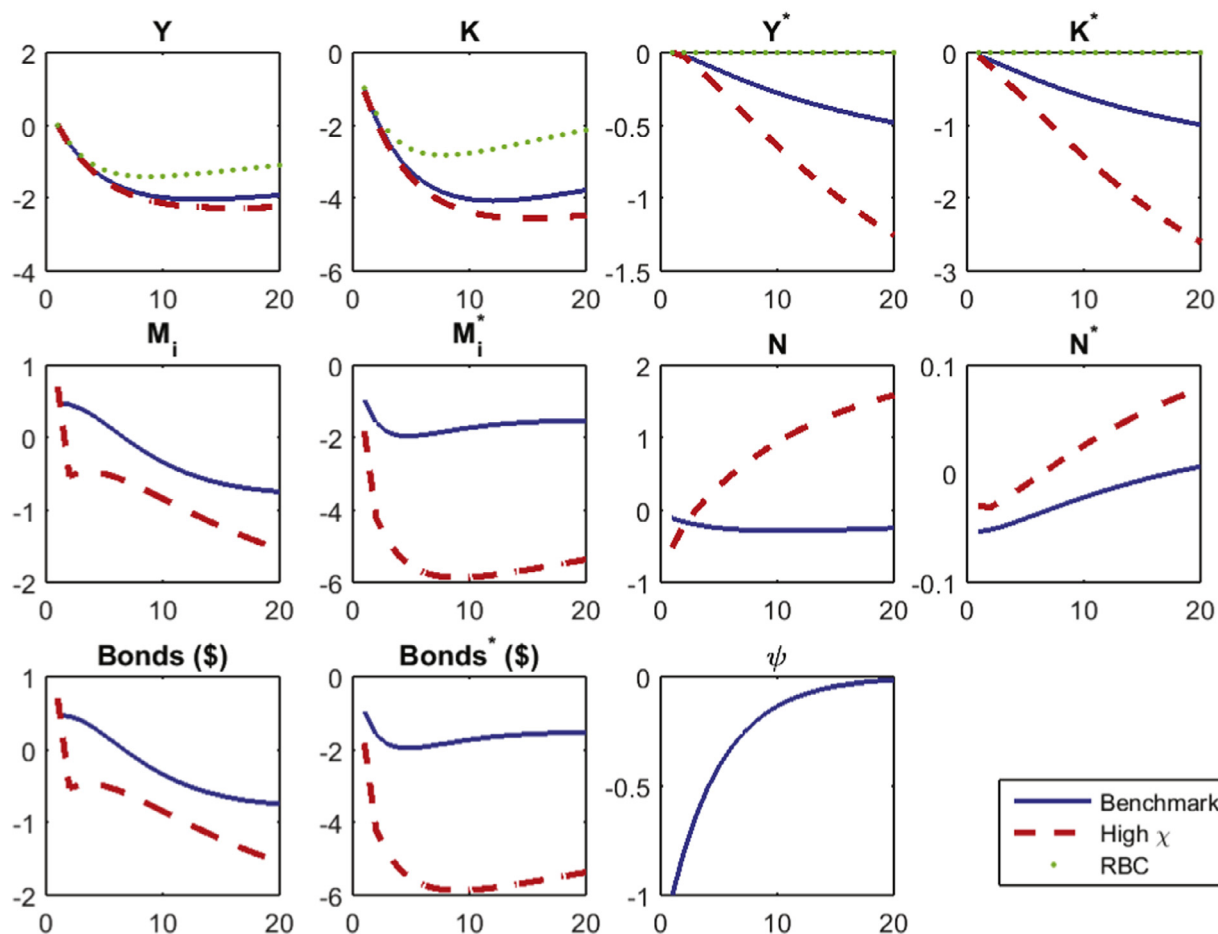 Y K Y* K*
2 0 0 0
0 -2 -0.5 -1
-2 -4 -1 -2
-4 -6 -1.5 -3
0 10 20 0 10 20 0 10 20 0 10 20
M_i M_i* N N*
1 0 2 0.1
0 -2 1 0
-1 -4 0
-2 -6 -1 -0.1
0 10 20 0 10 20 0 10 20 0 10 20
Bonds ($) Bonds* ($) ψ
1 0 0
0 -2 -0.5
-1 -4
-2 -6 -1
0 10 20 0 10 20 0 10 20
Benchmark
High χ
RBC